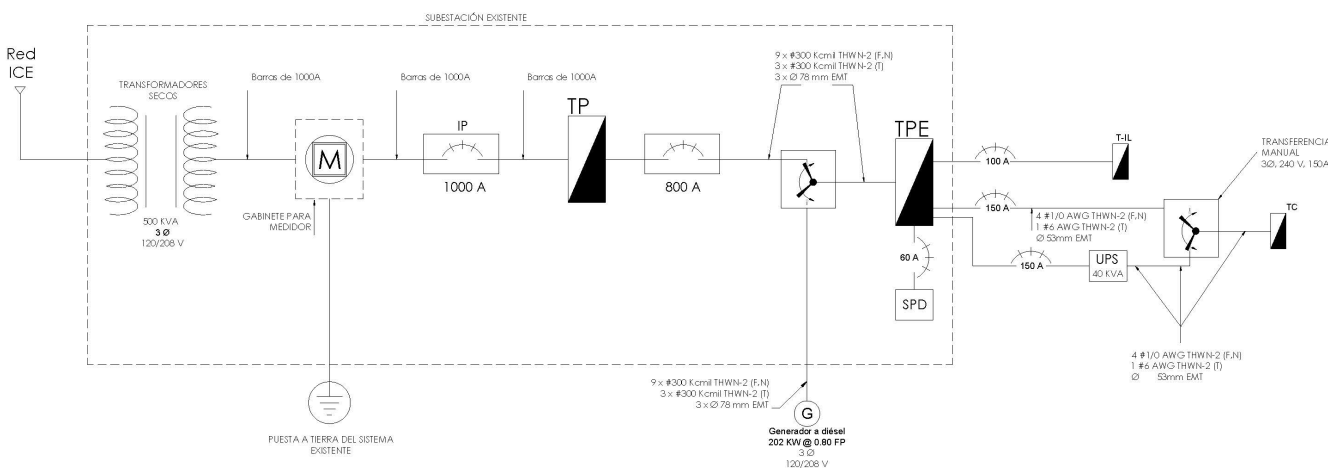 SUBESTACIÓN EXISTENTE
Red
ICE
TRANSFORMADORES
SECOS
500 KVA
3 Ø
120/208 V
Barras de 1000A
M
GABINETE PARA
MEDIDOR
Barras de 1000A
IP
1000 A
Barras de 1000A
TP
800 A
9 x #300 Kcmil THWN-2 (F,N)
3 x #300 Kcmil THWN-2 (T)
3 x Ø 78 mm EMT
TPE
60 A
SPD
100 A
T-IL
150 A
4 #1/0 AWG THWN-2 (F,N)
1 #6 AWG THWN-2 (T)
Ø 53mm EMT
150 A
UPS
40 KVA
TRANSFERENCIA
MANUAL
3Ø, 240 V, 150A
TC
4 #1/0 AWG THWN-2 (F,N)
1 #6 AWG THWN-2 (T)
Ø 53mm EMT
9 x #300 Kcmil THWN-2 (F,N)
3 x #300 Kcmil THWN-2 (T)
3 x Ø 78 mm EMT
G
Generador a diésel
202 KW @ 0.80 FP
3 Ø
120/208 V
PUESTA A TIERRA DEL SISTEMA
EXISTENTE